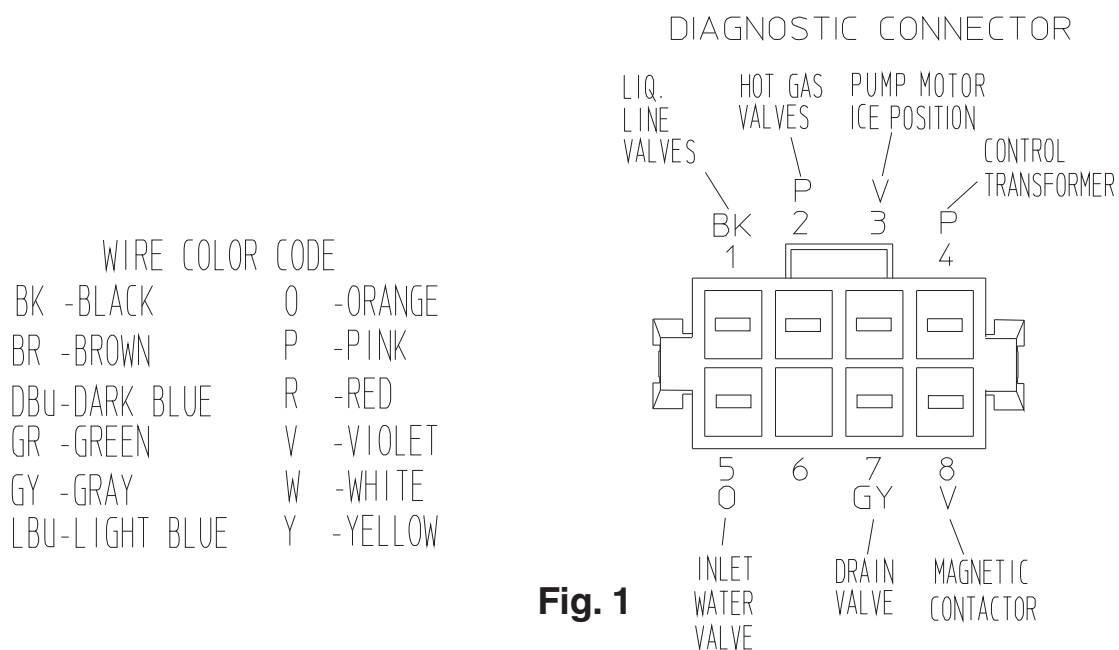 DIAGNOSTIC CONNECTOR
LIQ.
LINE
VALVES
HOT GAS
VALVES
PUMP MOTOR
ICE POSITION
CONTROL
TRANSFORMER
BK
1
P
2
V
3
P
4
5
O
6
7
GY
8
V
INLET
WATER
VALVE
DRAIN
VALVE
MAGNETIC
CONTACTOR
WIRE COLOR CODE
BK -BLACK O -ORANGE
BR -BROWN P -PINK
DBu-DARK BLUE R -RED
GR -GREEN V -VIOLET
GY -GRAY W -WHITE
LBu-LIGHT BLUE Y -YELLOW
Fig. 1